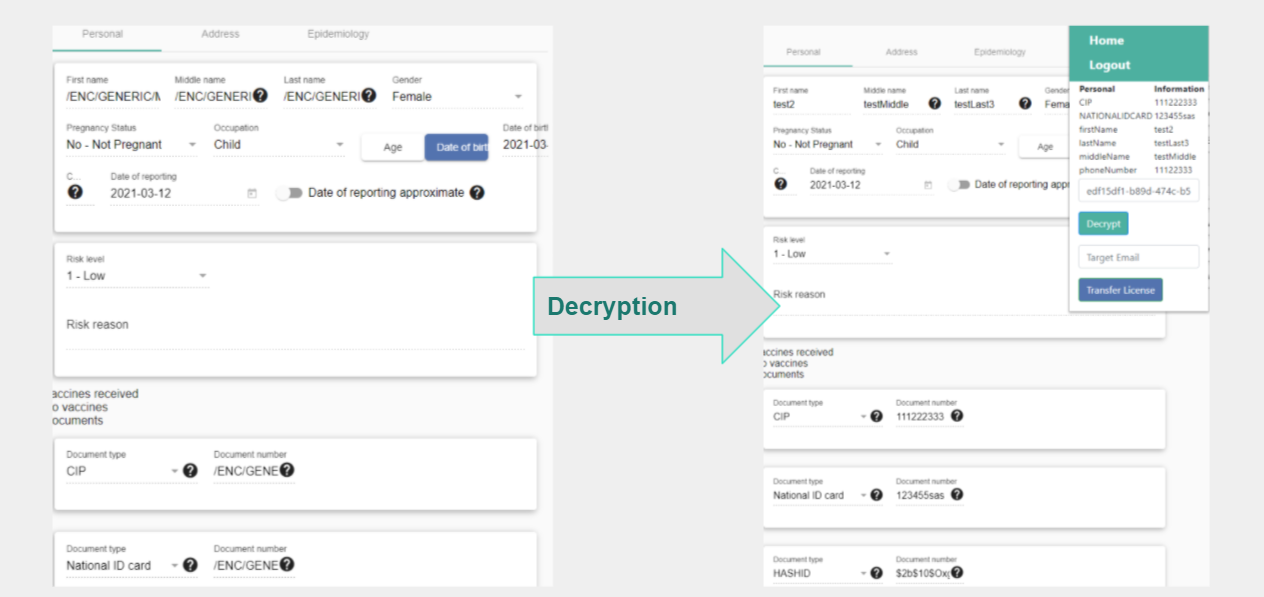 Personal Address Epidemiology
First name Middle name Last name Gender
/ENC/GENERIC/M /ENC/GENERI /ENC/GENERI Female
Pregnancy Status Occupation Date of birth
No - Not Pregnant Child Age Date of birt 2021-03-
C... Date of reporting
2021-03-12 Date of reporting approximate
Risk level
1 - Low
Risk reason
accines received
o vaccines
ocuments
Document type Document number
CIP /ENC/GENE
Document type Document number
National ID card /ENC/GENE
Decryption
Personal Address Epidemiology
First name Middle name Last name Gender
test2 testMiddle testLast3 Fema
Pregnancy Status Occupation
No - Not Pregnant Child Age
C... Date of reporting
2021-03-12 Date of reporting appr
Risk level
1 - Low
Risk reason
accines received
o vaccines
ocuments
Document type Document number
CIP 111222333
Document type Document number
National ID card 123455sas
Document type Document number
HASHID
Home
Logout
Personal Information
CIP 111222333
NATIONALIDCARD 123455sas
firstName test2
lastName testLast3
middleName testMiddle
phoneNumber 11122333
edf15df1-b89d-474c-b5
Decrypt
Target Email
Transfer License